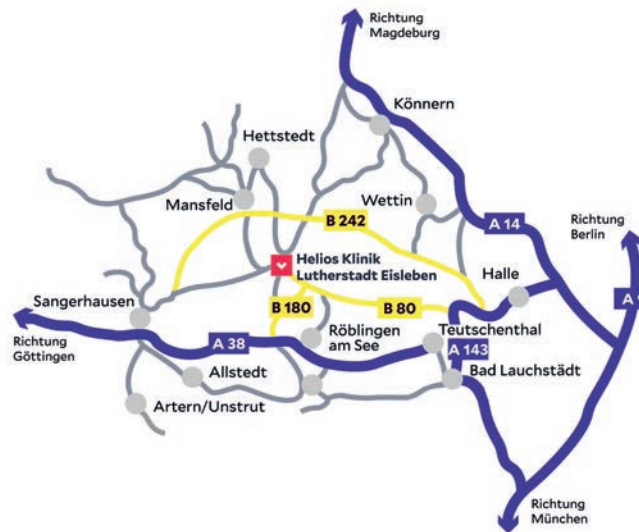 Richtung
Magdeburg
Könnern
Hettstedt
Mansfeld
Wettin
B 242
A 14
Richtung
Berlin
Helios Klinik
Lutherstadt Eisleben
Halle
Sangerhausen
B 180
B 80
Röblingen
am See
Teutschenthal
Richtung
Göttingen
A 38
A 143
Allstedt
Bad Lauchstädt
Artern/Unstrut
Richtung
München